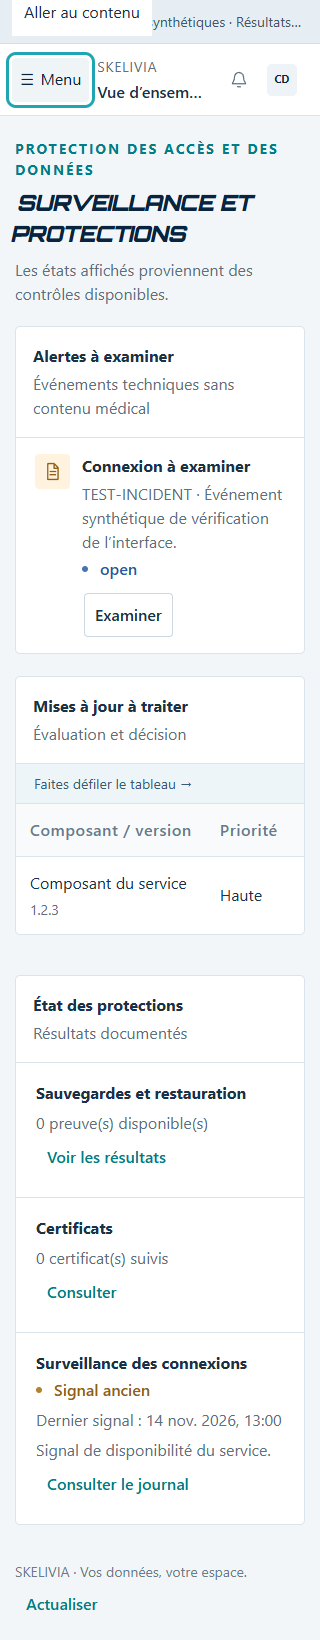 Aller au contenu
synthétiques · Résultats...
☰ Menu
SKELIVIA
Vue d'ensem...
CD
PROTECTION DES ACCÈS ET DES
DONNÉES
SURVEILLANCE ET
PROTECTIONS
Les états affichés proviennent des
contrôles disponibles.
Alertes à examiner
Événements techniques sans
contenu médical
Connexion à examiner
TEST-INCIDENT · Événement
synthétique de vérification
de l'interface.
• open
Examiner
Mises à jour à traiter
Évaluation et décision
Faites défiler le tableau →
Composant / version Priorité
Composant du service
1.2.3
Haute
État des protections
Résultats documentés
Sauvegardes et restauration
0 preuve(s) disponible(s)
Voir les résultats
Certificats
0 certificat(s) suivis
Consulter
Surveillance des connexions
• Signal ancien
Dernier signal : 14 nov. 2026, 13:00
Signal de disponibilité du service.
Consulter le journal
SKELIVIA · Vos données, votre espace.
Actualiser